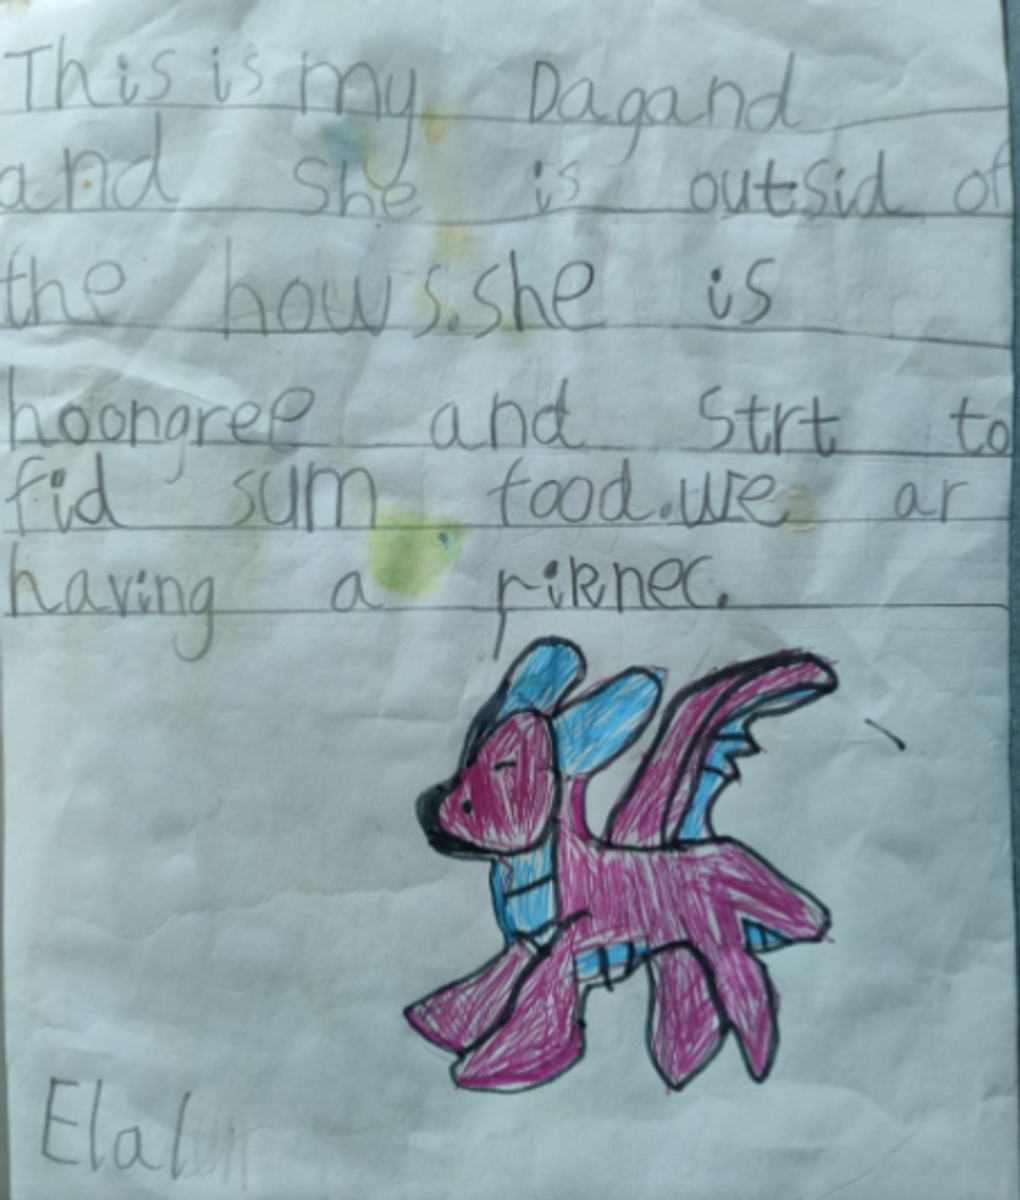 This is my Dagand
and she is outsid of
the hows.she is
hoongree and strt to
fid sum food.we ar
having a piknec.
Elal